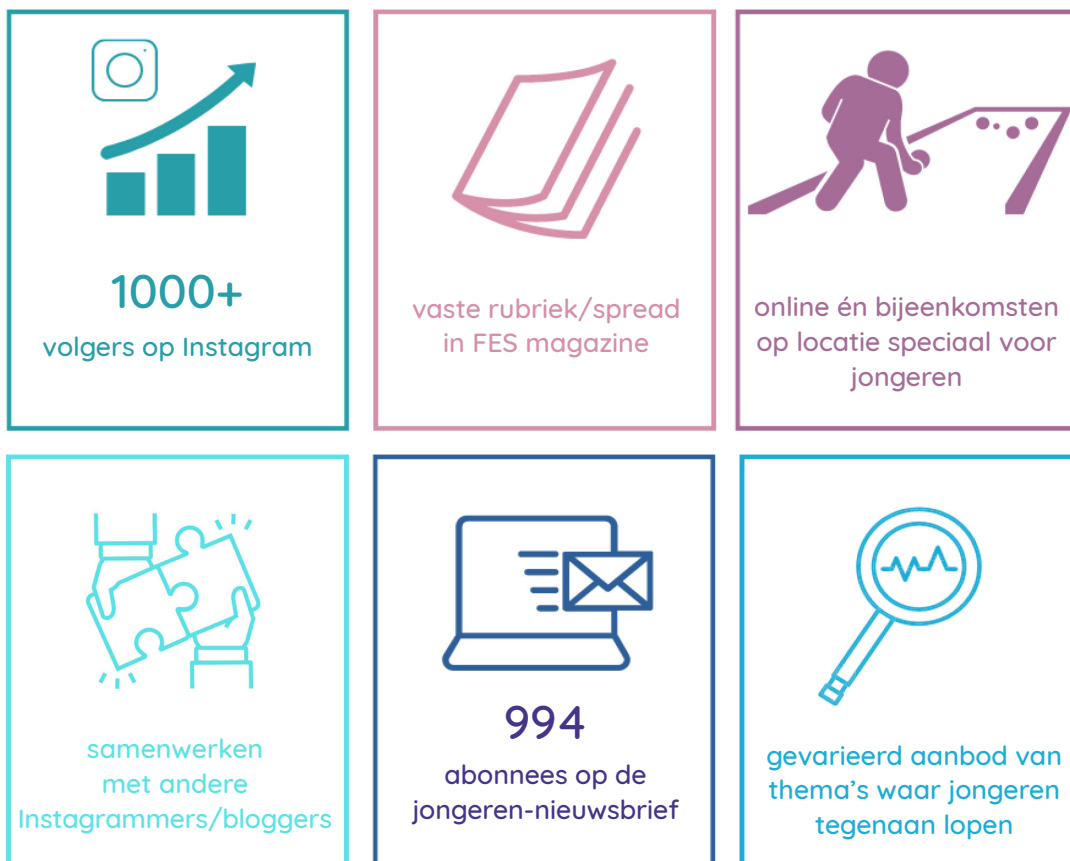 1000+
volgers op Instagram
vaste rubriek/spread
in FES magazine
online én bijeenkomsten
op locatie speciaal voor
jongeren
samenwerken
met andere
Instagrammers/bloggers
994
abonnees op de
jongeren-nieuwsbrief
gevarieerd aanbod van
thema's waar jongeren
tegenaan lopen